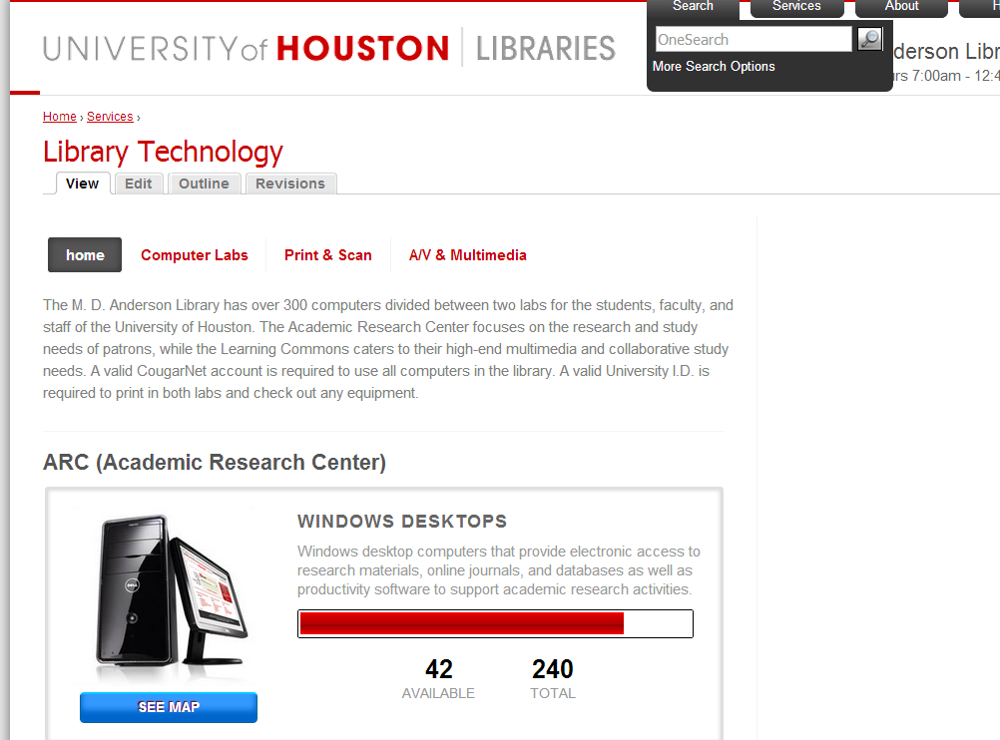 Search
Services
About
UNIVERSITY of HOUSTON LIBRARIES
OneSearch
More Search Options
7:00am -
Home › Services ›
Library Technology
View
Edit
Outline
Revisions
home
Computer Labs
Print & Scan
A/V & Multimedia
The M. D. Anderson Library has over 300 computers divided between two labs for the students, faculty, and
staff of the University of Houston. The Academic Research Center focuses on the research and study
needs of patrons, while the Learning Commons caters to their high-end multimedia and collaborative study
needs. A valid CougarNet account is required to use all computers in the library. A valid University I.D. is
required to print in both labs and check out any equipment.
ARC (Academic Research Center)
WINDOWS DESKTOPS
Windows desktop computers that provide electronic access to
research materials, online journals, and databases as well as
productivity software to support academic research activities.
DELL
42
AVAILABLE
240
TOTAL
SEE MAP